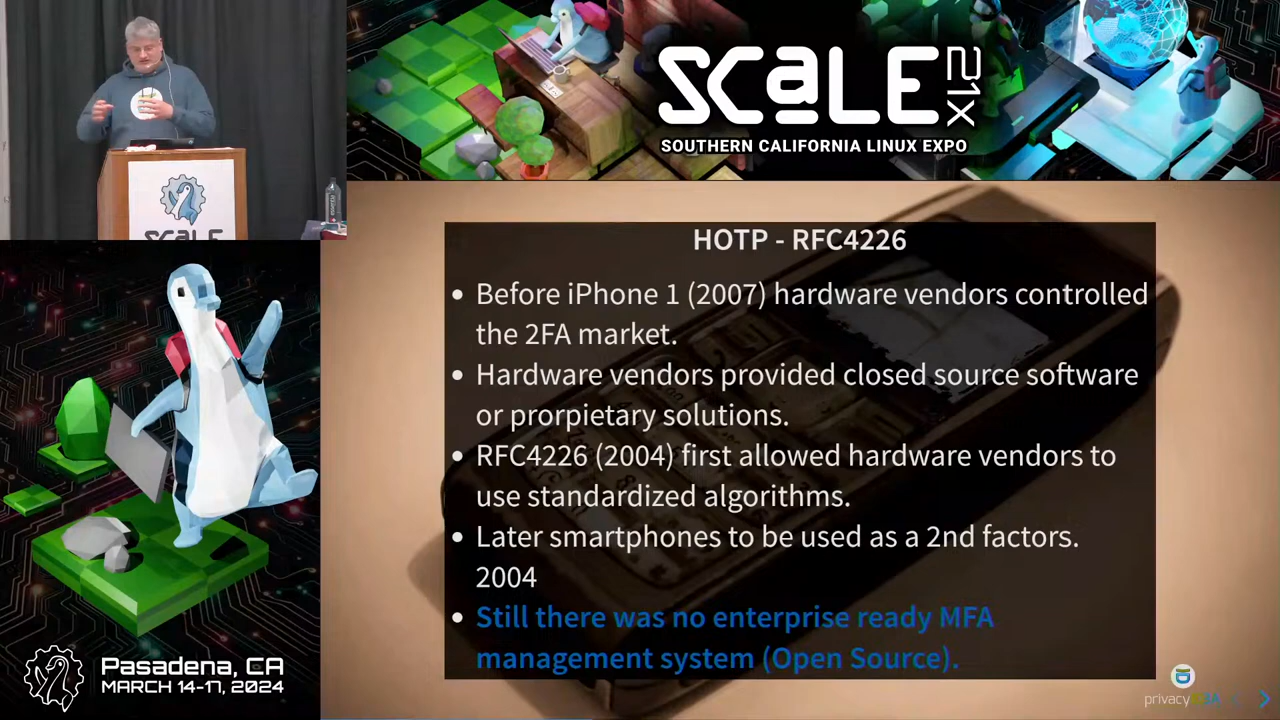 SCALE
21X
SOUTHERN CALIFORNIA LINUX EXPO
SCALE
HOTP - RFC4226
• Before iPhone 1 (2007) hardware vendors controlled
the 2FA market.
• Hardware vendors provided closed source software
or prorpietary solutions.
• RFC4226 (2004) first allowed hardware vendors to
use standardized algorithms.
• Later smartphones to be used as a 2nd factors.
2004
• Still there was no enterprise ready MFA
management system (Open Source).
Pasadena, CA
MARCH 14-17, 2024
privacy